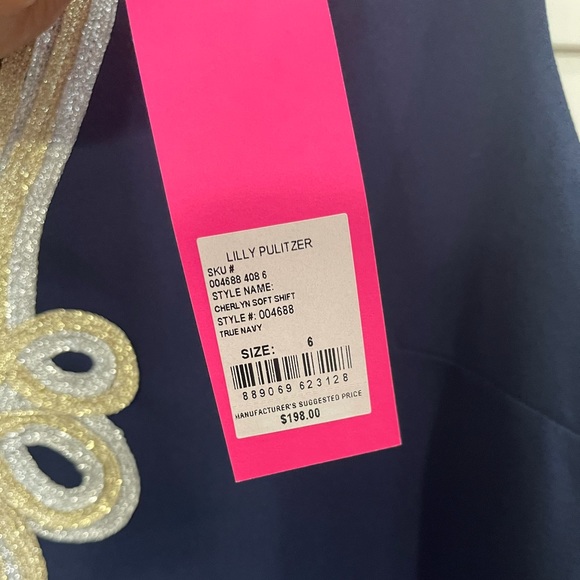 LILLY PULITZER
SKU #
004688 408 6
STYLE NAME:
CHERLYN SOFT SHIFT
STYLE #: 004688
TRUE NAVY
SIZE: 6
889069 623128
MANUFACTURER'S SUGGESTED PRICE
$198.00